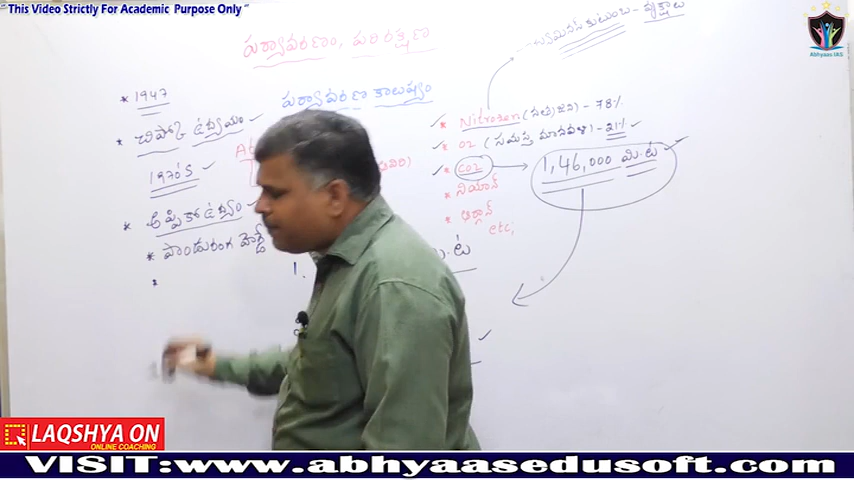 "This Video Strictly For Academic Purpose Only"
పర్యావరణం, పరిరక్షణ
కుటుంబం - వృక్షాలు
Abhyaas IAS
* 1947
పర్యావరణ కాలుష్యం
* Nitrozen (నత్రజని) - 78%
* చిప్కో ఉద్యమం
* O2 (సమస్త మానవాళి) - 21%
1970's
* CO2 → 1,46,000 మి.ట
* నియాన్
* ఆర్గాన్
etc;
* అప్పికో ఉద్యమం
* పాండురంగ హెగ్డే
1.
మి.ట
LAQSHYA ON
ONLINE COACHING
VISIT:www.abhyaasedusoft.com